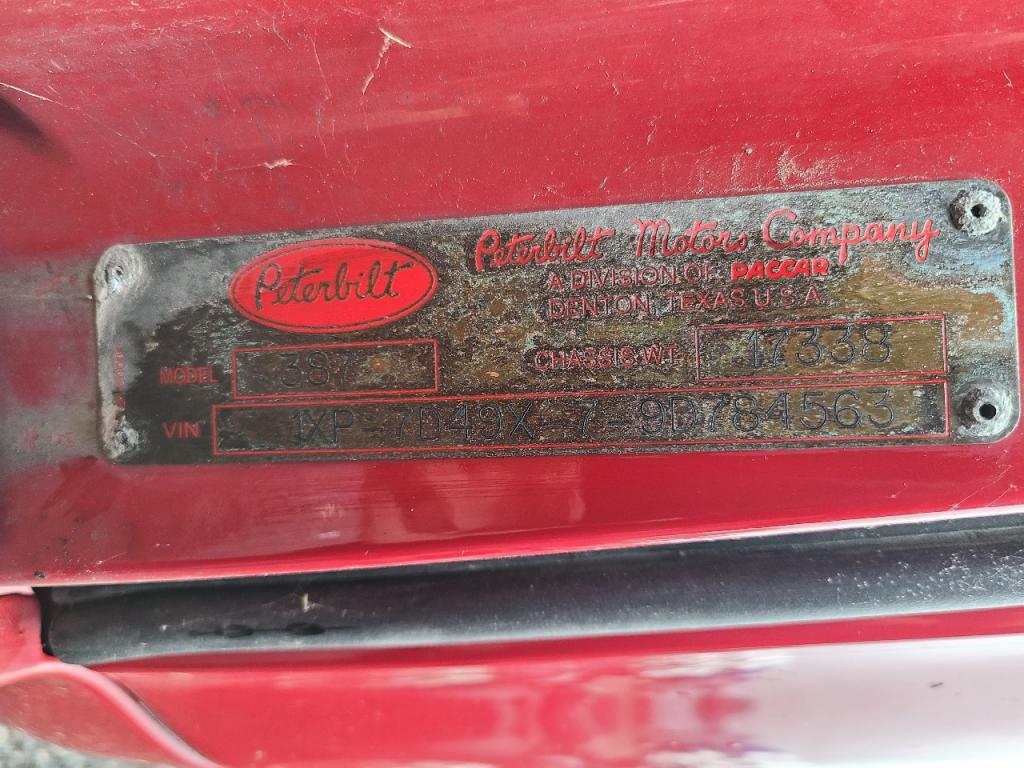 Peterbilt
Peterbilt Motors Company
A DIVISION OF PACCAR
DENTON, TEXAS U.S.A.
MODEL 387
CHASSIS WT. 17338
VIN 1XP-7D49X-7-9D784563